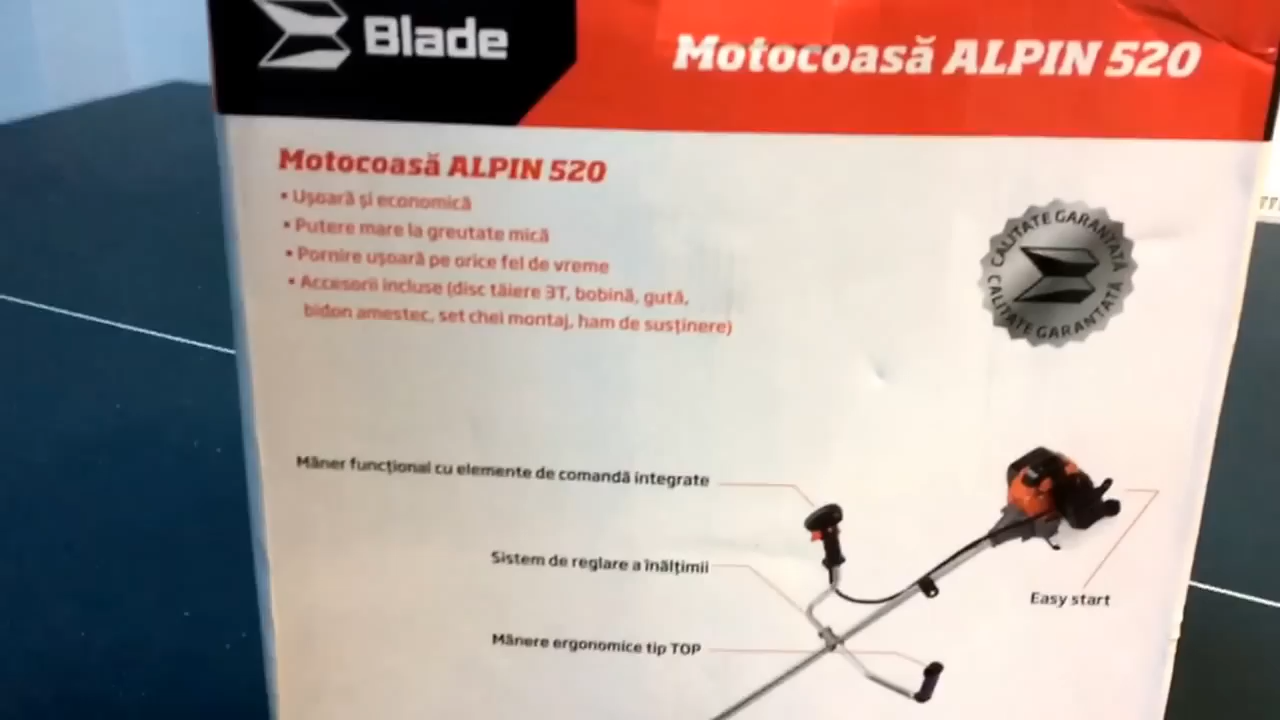 Blade
Motocoasă ALPIN 520
Motocoasă ALPIN 520
• Ușoară și economică
• Putere mare la greutate mică
• Pornire ușoară pe orice fel de vreme
• Accesorii incluse (disc tăiere 3T, bobină, gută,
bidon amestec, set chei montaj, ham de susținere)
CALITATE GARANTATĂ
CALITATE GARANTATĂ
Mâner funcțional cu elemente de comandă integrate
Sistem de reglare a înălțimii
Easy start
Mânere ergonomice tip TOP